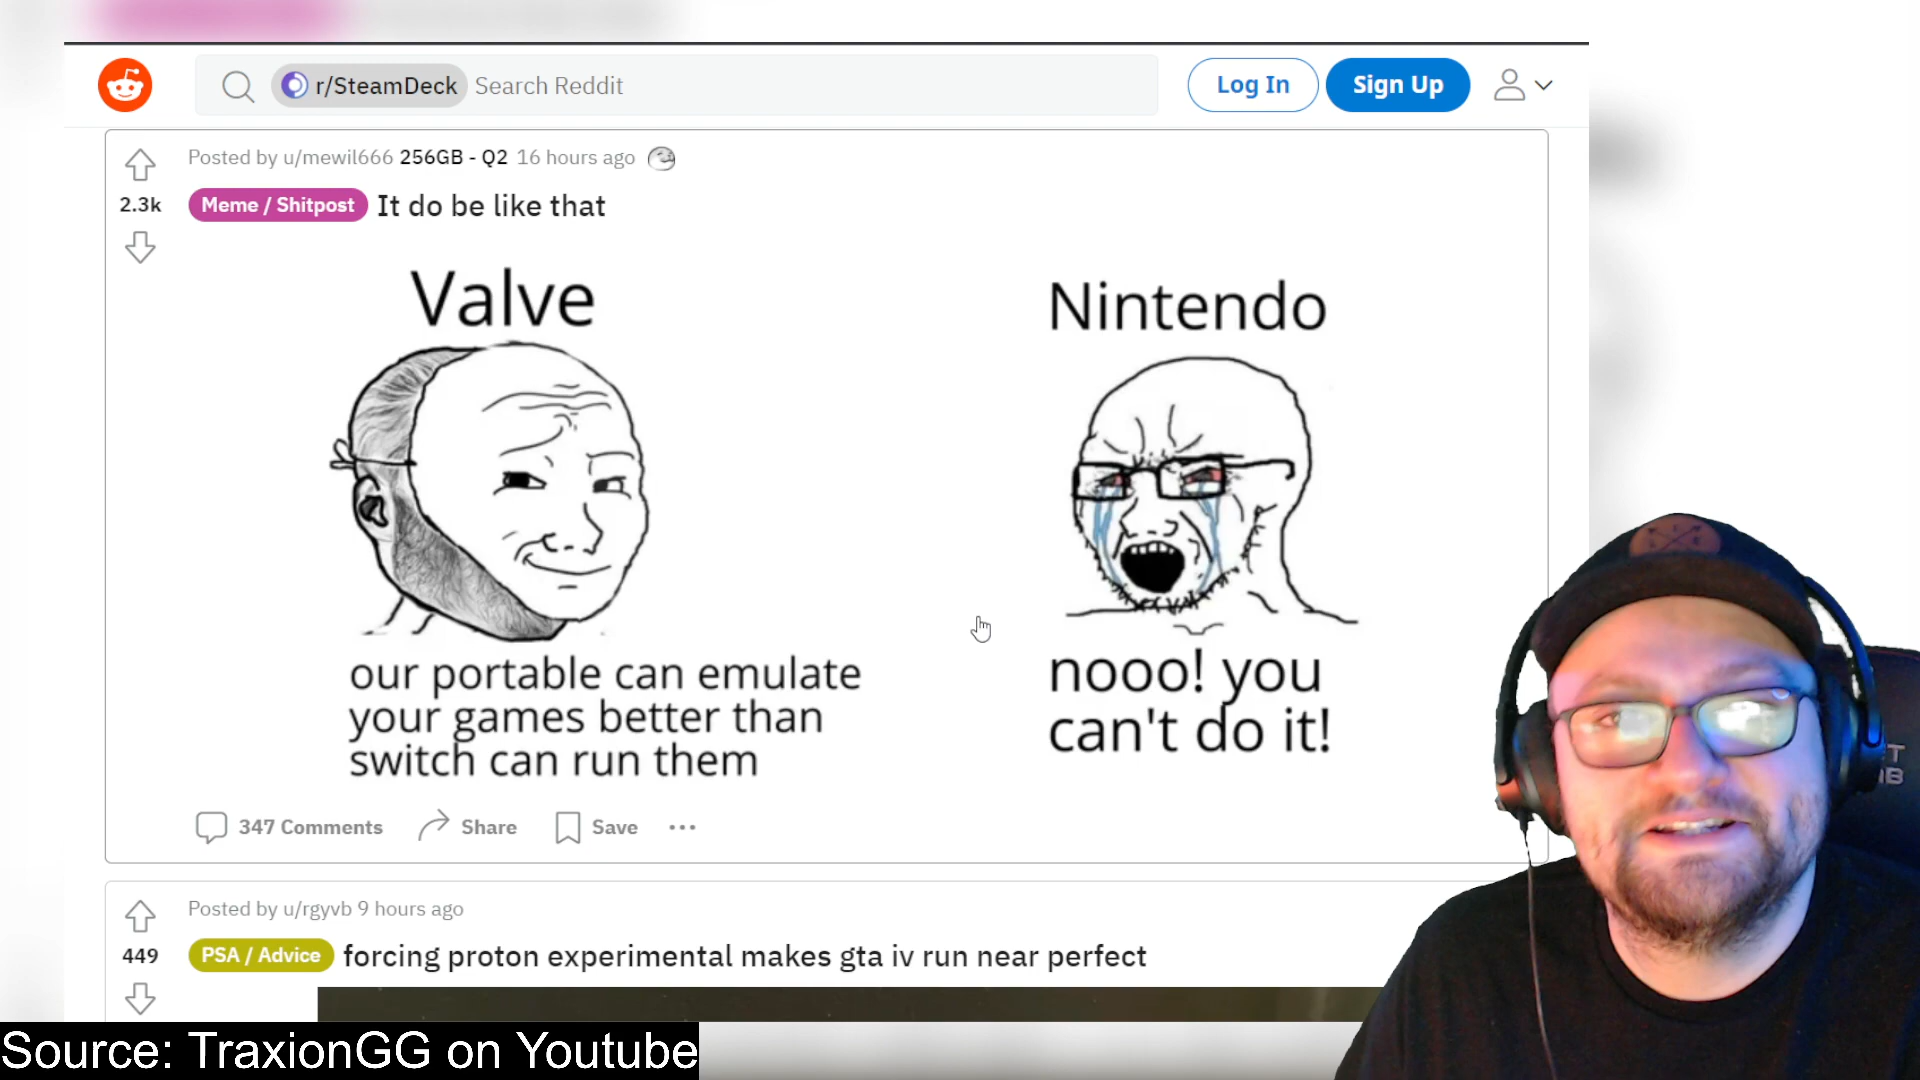 r/SteamDeck Search Reddit Log In Sign Up
Posted by u/mewil666 256GB - Q2 16 hours ago
2.3k Meme / Shitpost It do be like that
Valve
Nintendo
our portable can emulate
your games better than
switch can run them
nooo! you
can't do it!
347 Comments Share Save
Posted by u/rgyvb 9 hours ago
449 PSA / Advice forcing proton experimental makes gta iv run near perfect
Source: TraxionGG on Youtube